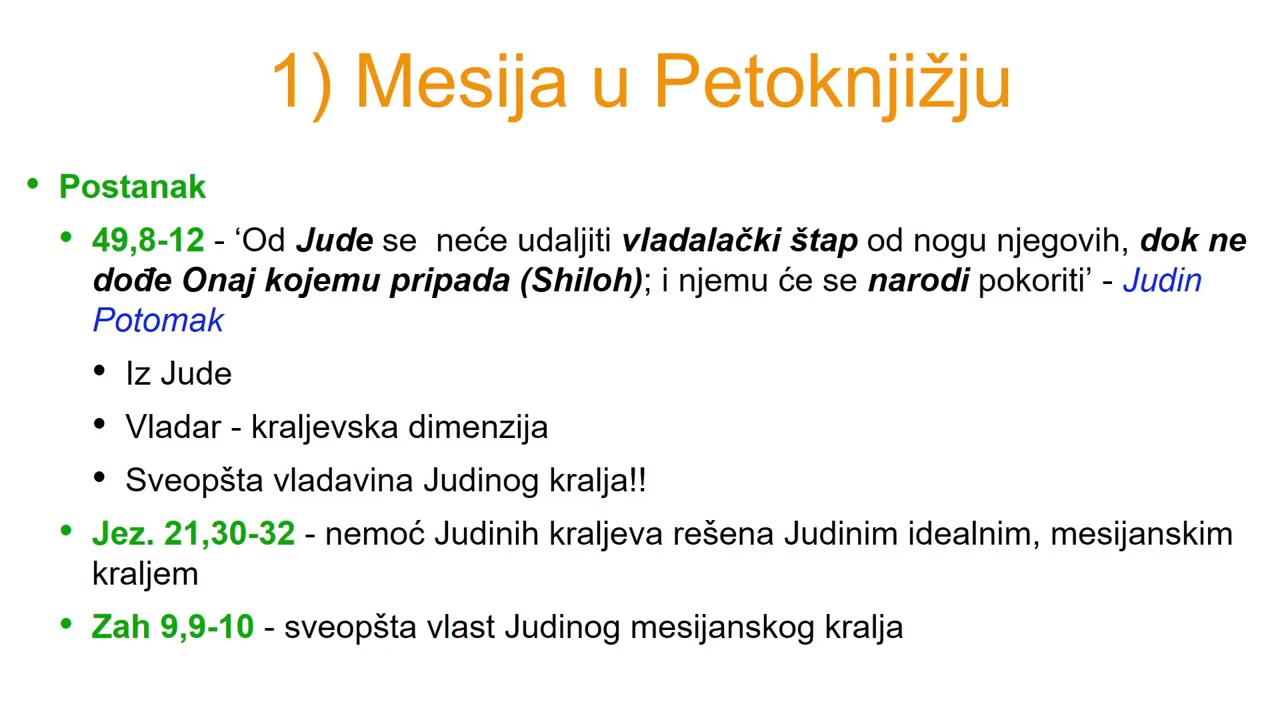 1) Mesija u Petoknjižju
• Postanak
• 49,8-12 - ‘Od Jude se  neće udaljiti vladalački štap od nogu njegovih, dok ne
dođe Onaj kojemu pripada (Shiloh); i njemu će se narodi pokoriti’ - Judin
Potomak
• Iz Jude
• Vladar - kraljevska dimenzija
• Sveopšta vladavina Judinog kralja!!
• Jez. 21,30-32 - nemoć Judinih kraljeva rešena Judinim idealnim, mesijanskim
kraljem
• Zah 9,9-10 - sveopšta vlast Judinog mesijanskog kralja